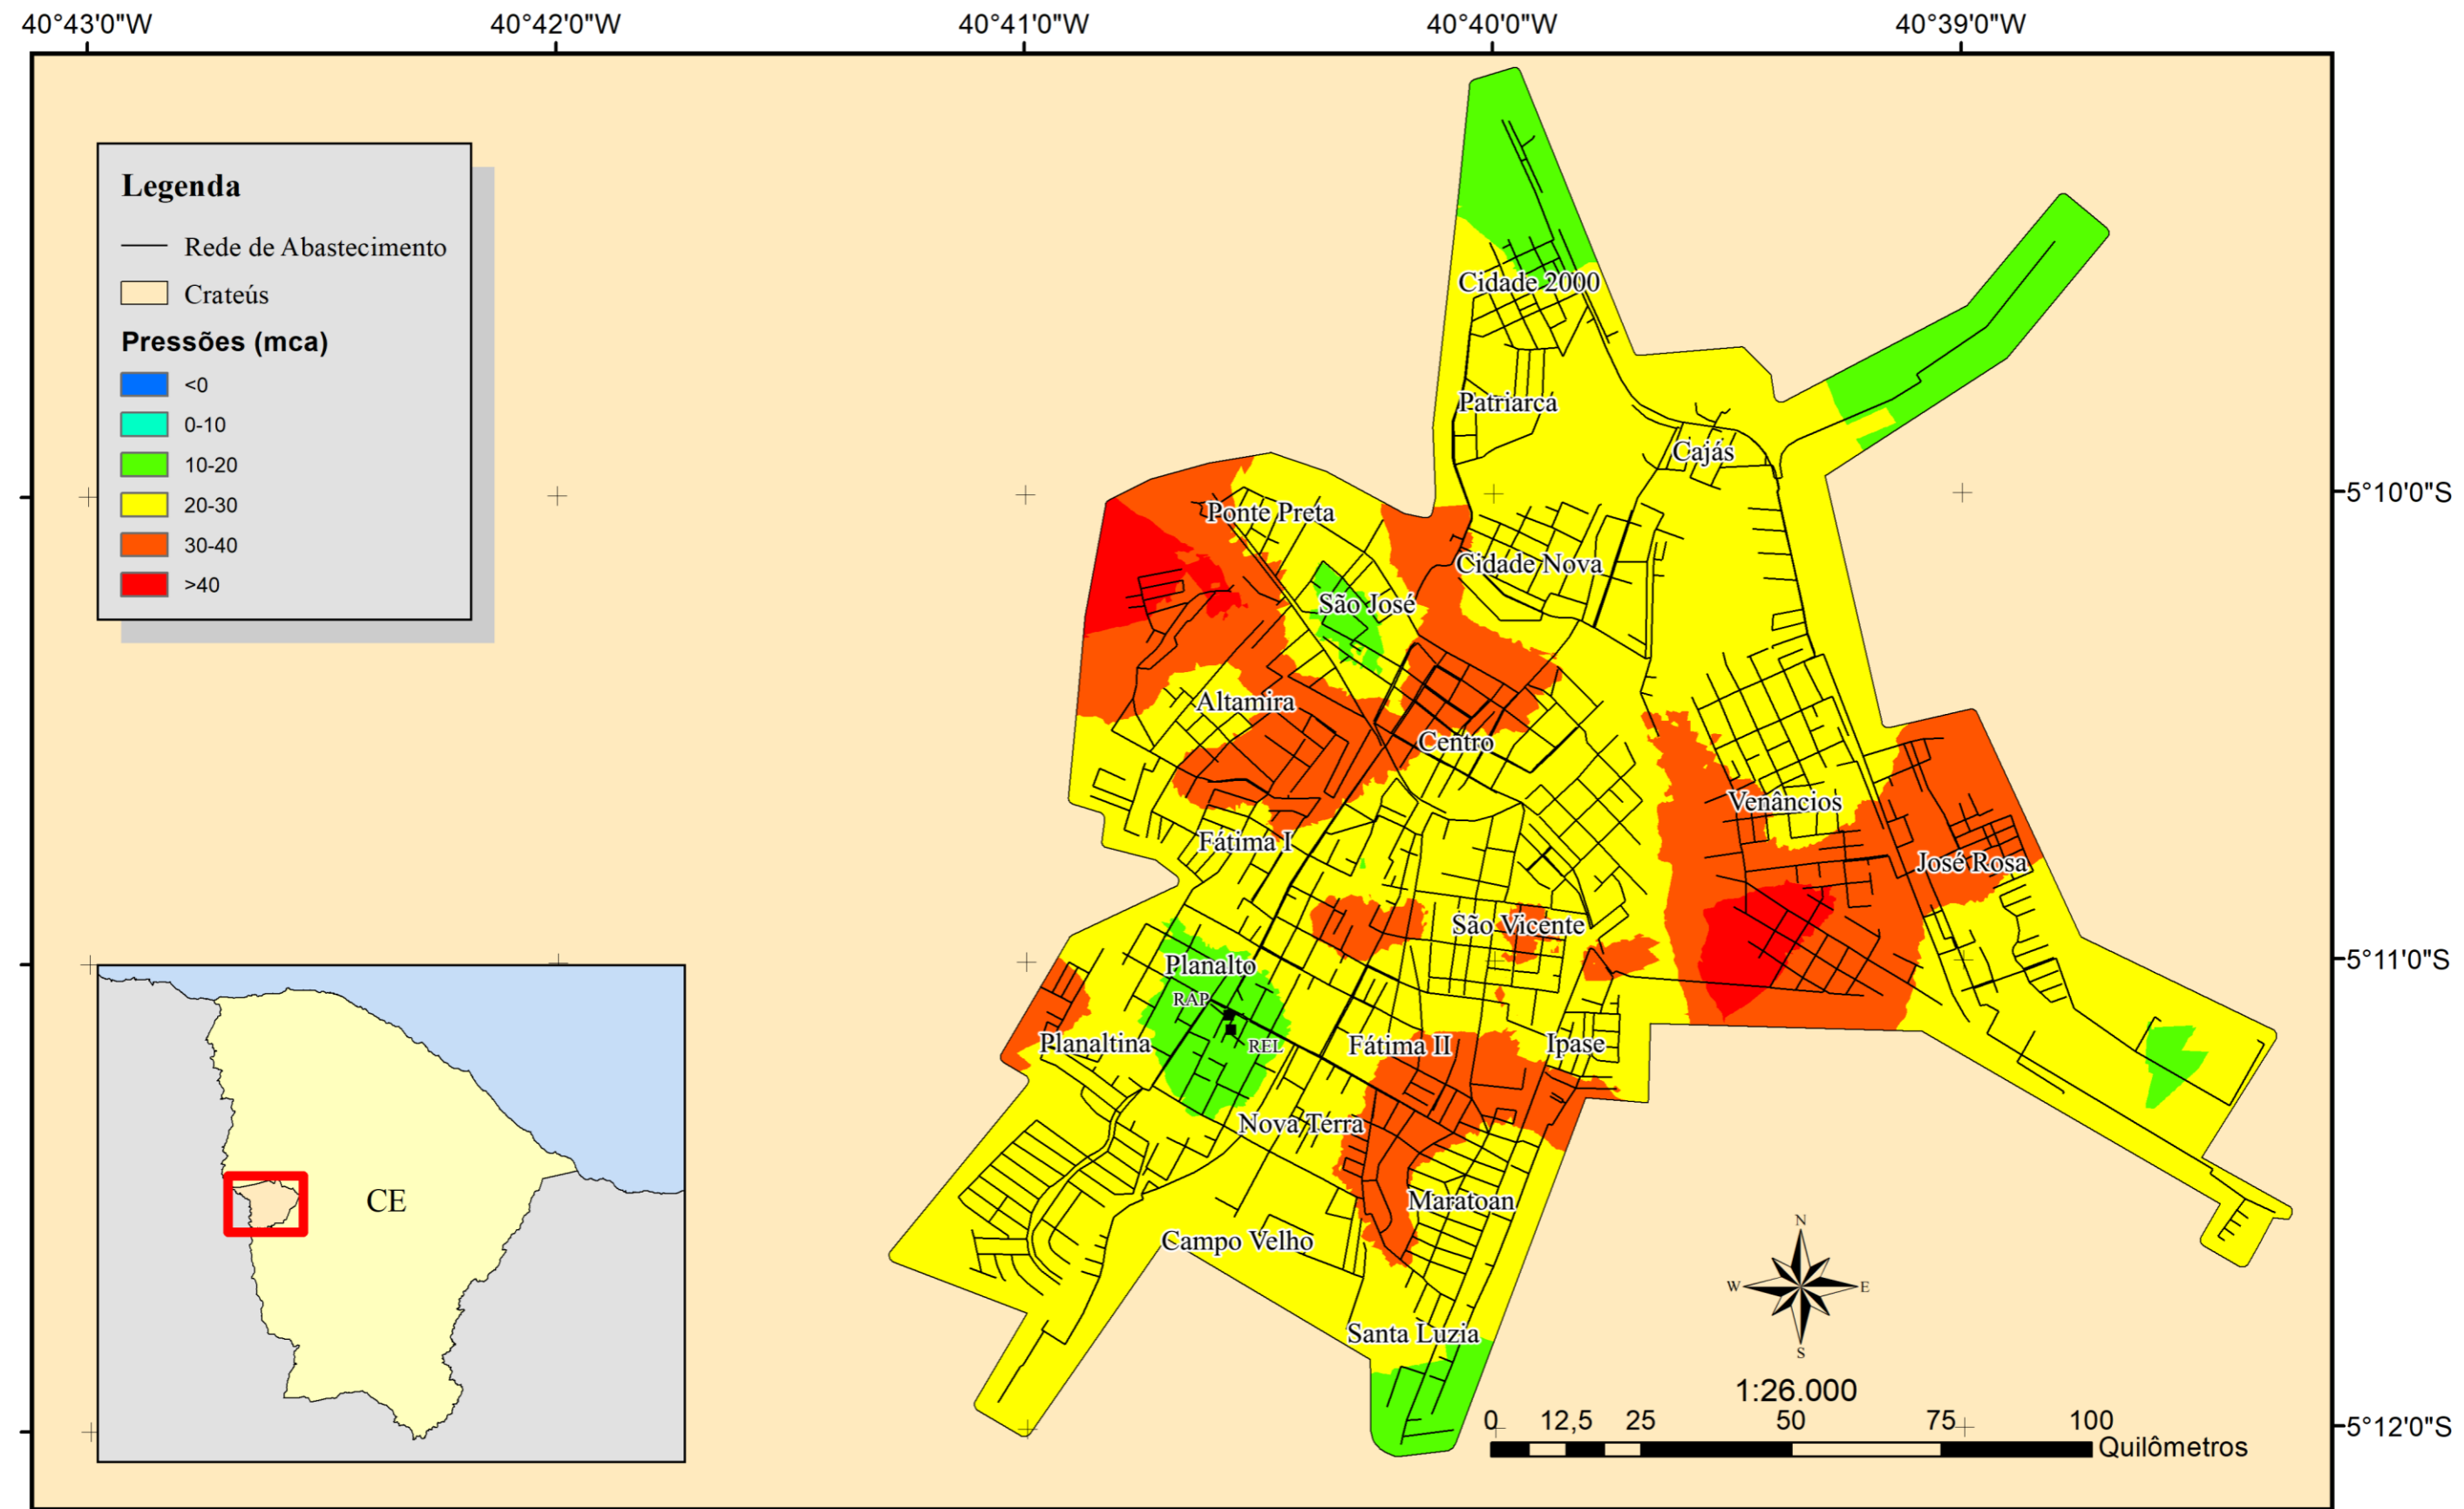 40°43'0"W 40°42'0"W 40°41'0"W 40°40'0"W 40°39'0"W
Legenda
Rede de Abastecimento
Crateús
Pressões (mca)
<0
0-10
10-20
20-30
30-40
>40
Cidade 2000
Patriarca
Cajás
5°10'0"S
Ponte Preta
Cidade Nova
São José
Altamira
Centro
Venâncios
Fátima I
José Rosa
São Vicente
5°11'0"S
Planalto
RAP
REL
Planaltina
Fátima II
Ipase
Nova Terra
Maratoan
Campo Velho
Santa Luzia
CE
N
W E
S
1:26.000
0 12,5 25 50 75 100
Quilômetros
5°12'0"S